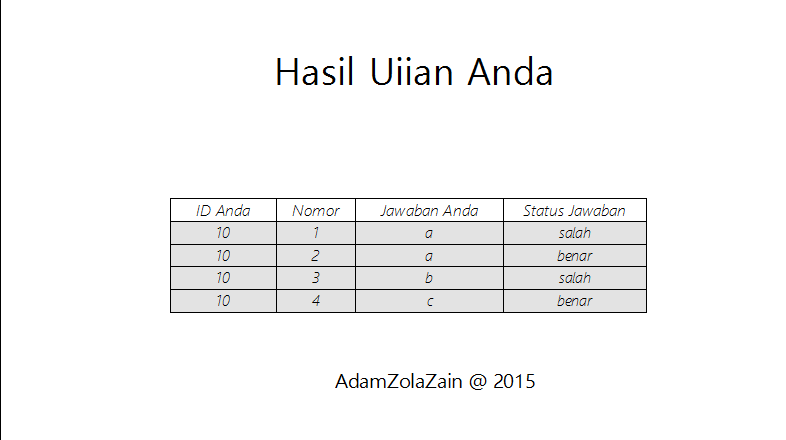 Hasil Uiian Anda
ID Anda Nomor Jawaban Anda Status Jawaban
10 1 a salah
10 2 a benar
10 3 b salah
10 4 c benar
AdamZolaZain @ 2015